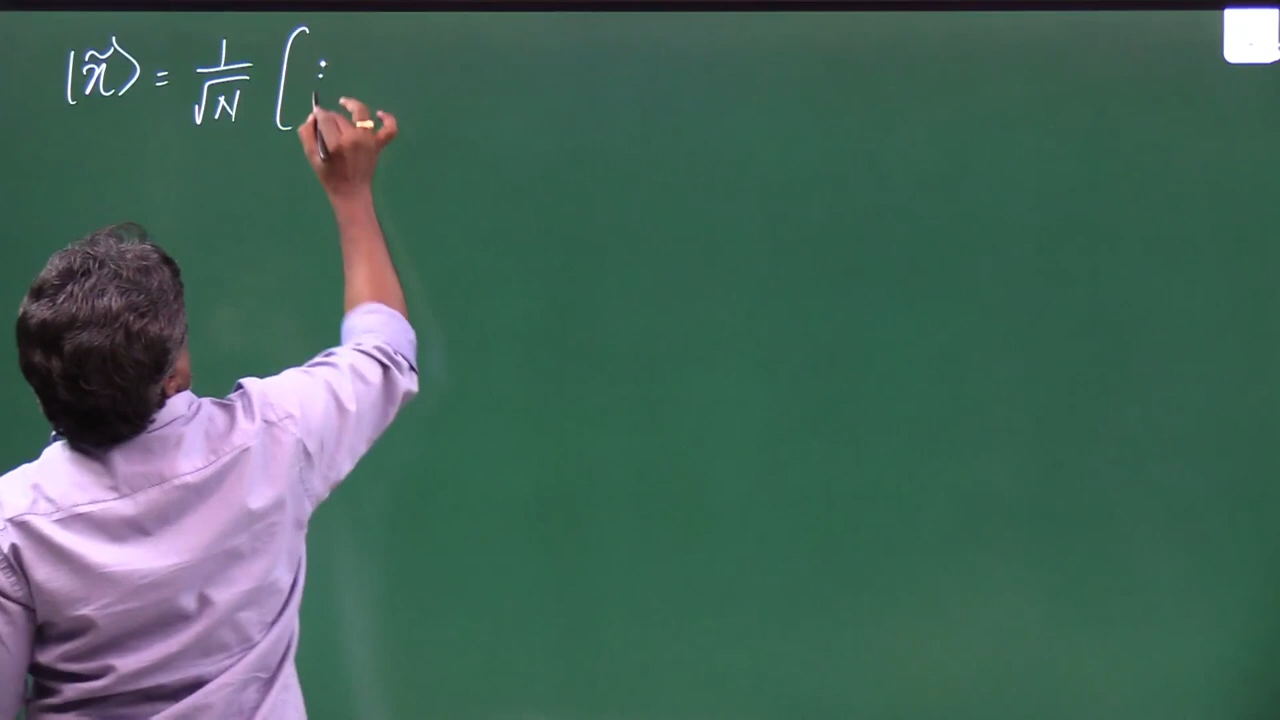 |x̃⟩ = 1/√N ( :